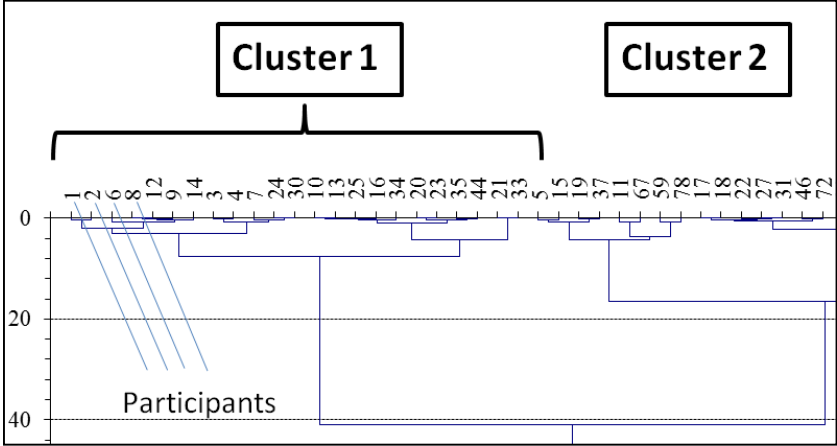 Cluster 1
Cluster 2
1 2 6 8 12 9 14 3 4 7 24 30 10 13 25 16 34 20 23 35 44 21 33 5 15 19 37 11 67 59 78 17 18 22 27 31 46 72
0
20
Participants
40